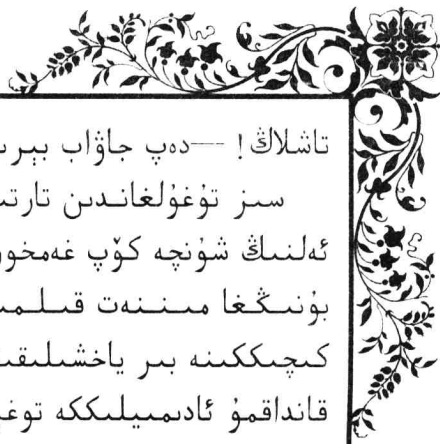 تاشلاڭ! —دەپ جاۋاب
سىز تۇغۇلغاندىن
ئەلنىڭ شۇنچە كۆپ
بۇنىڭغا مىننەت
كىچىككىنە بىر
قانداقمۇ ئادىمىيلىككە